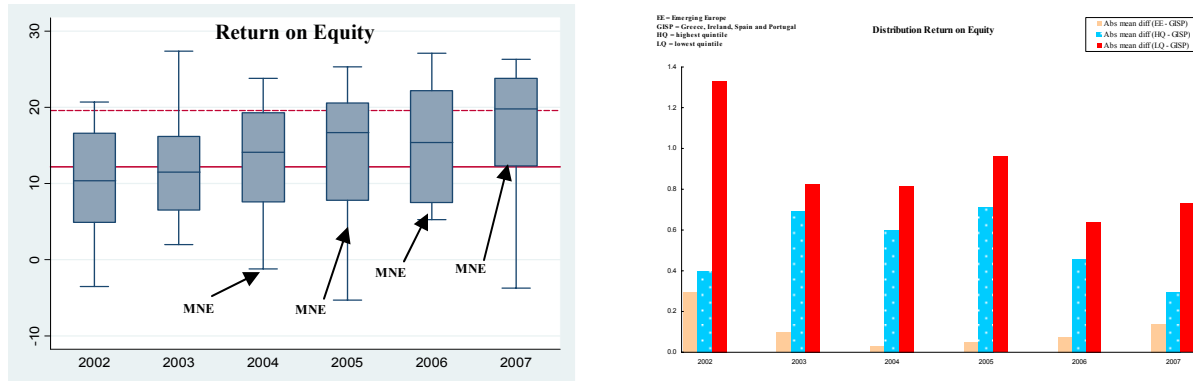 Return on Equity
30
20
10
0
-10
MNE
MNE
MNE
MNE
2002 2003 2004 2005 2006 2007
EE = Emerging Europe
GISP = Greece, Ireland, Spain and Portugal
HQ = highest quintile
LQ = lowest quintile
Distribution Return on Equity
Abs mean diff (EE - GISP)
Abs mean diff (HQ - GISP)
Abs mean diff (LQ - GISP)
1.4
1.2
1.0
0.8
0.6
0.4
0.2
0.0
2002 2003 2004 2005 2006 2007